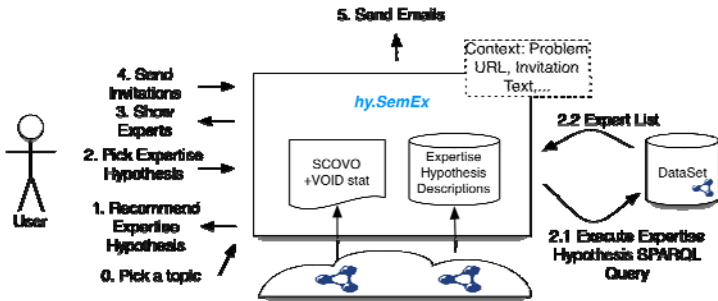 5. Send Emails
Context: Problem
URL, Invitation
Text,...
4. Send
Invitations
3. Show
Experts
2. Pick Expertise
Hypothesis
1. Recommend
Expertise
Hypothesis
0. Pick a topic
User
hy.SemEx
SCOVO
+VOID stat
Expertise
Hypothesis
Descriptions
2.2 Expert List
DataSet
2.1 Execute Expertise
Hypothesis SPARQL
Query